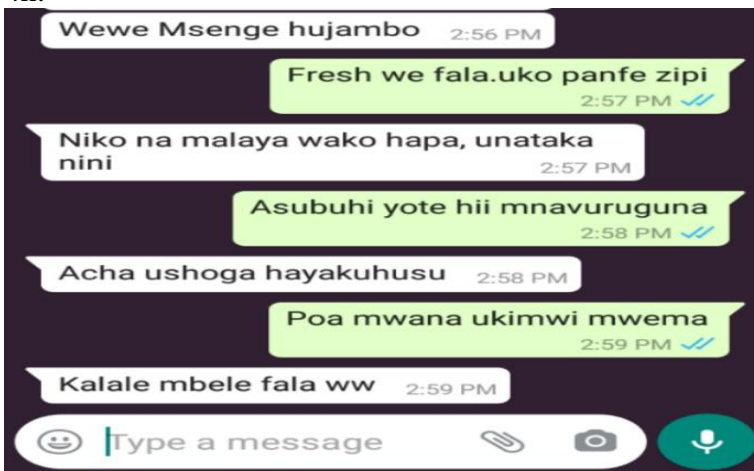 Wewe Msenge hujambo 2:56 PM
Fresh we fala.uko panfe zipi
2:57 PM
Niko na malaya wako hapa, unataka
nini 2:57 PM
Asubuhi yote hii mnavuruguna
2:58 PM
Acha ushoga hayakuhusu 2:58 PM
Poa mwana ukimwi mwema
2:59 PM
Kalale mbele fala ww 2:59 PM
Type a message